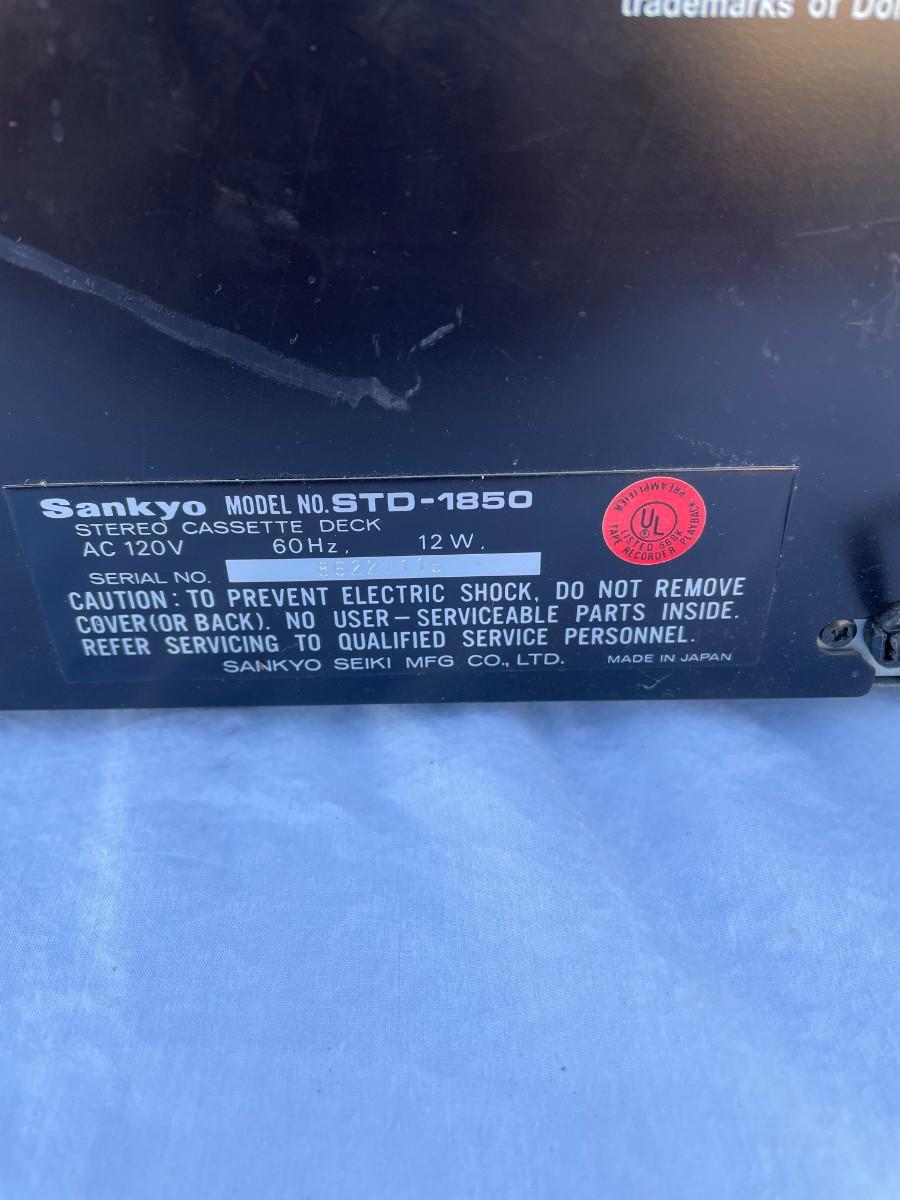 trademarks of Dol
Sankyo MODEL NO. STD-1850
STEREO CASSETTE DECK
AC 120V 60Hz, 12W,
SERIAL NO.
CAUTION: TO PREVENT ELECTRIC SHOCK, DO NOT REMOVE
COVER(OR BACK). NO USER-SERVICEABLE PARTS INSIDE.
REFER SERVICING TO QUALIFIED SERVICE PERSONNEL.
SANKYO SEIKI MFG CO., LTD. MADE IN JAPAN
UL
LISTED 568K
TAPE RECORDER PLAYBACK PREAMPLIFIER